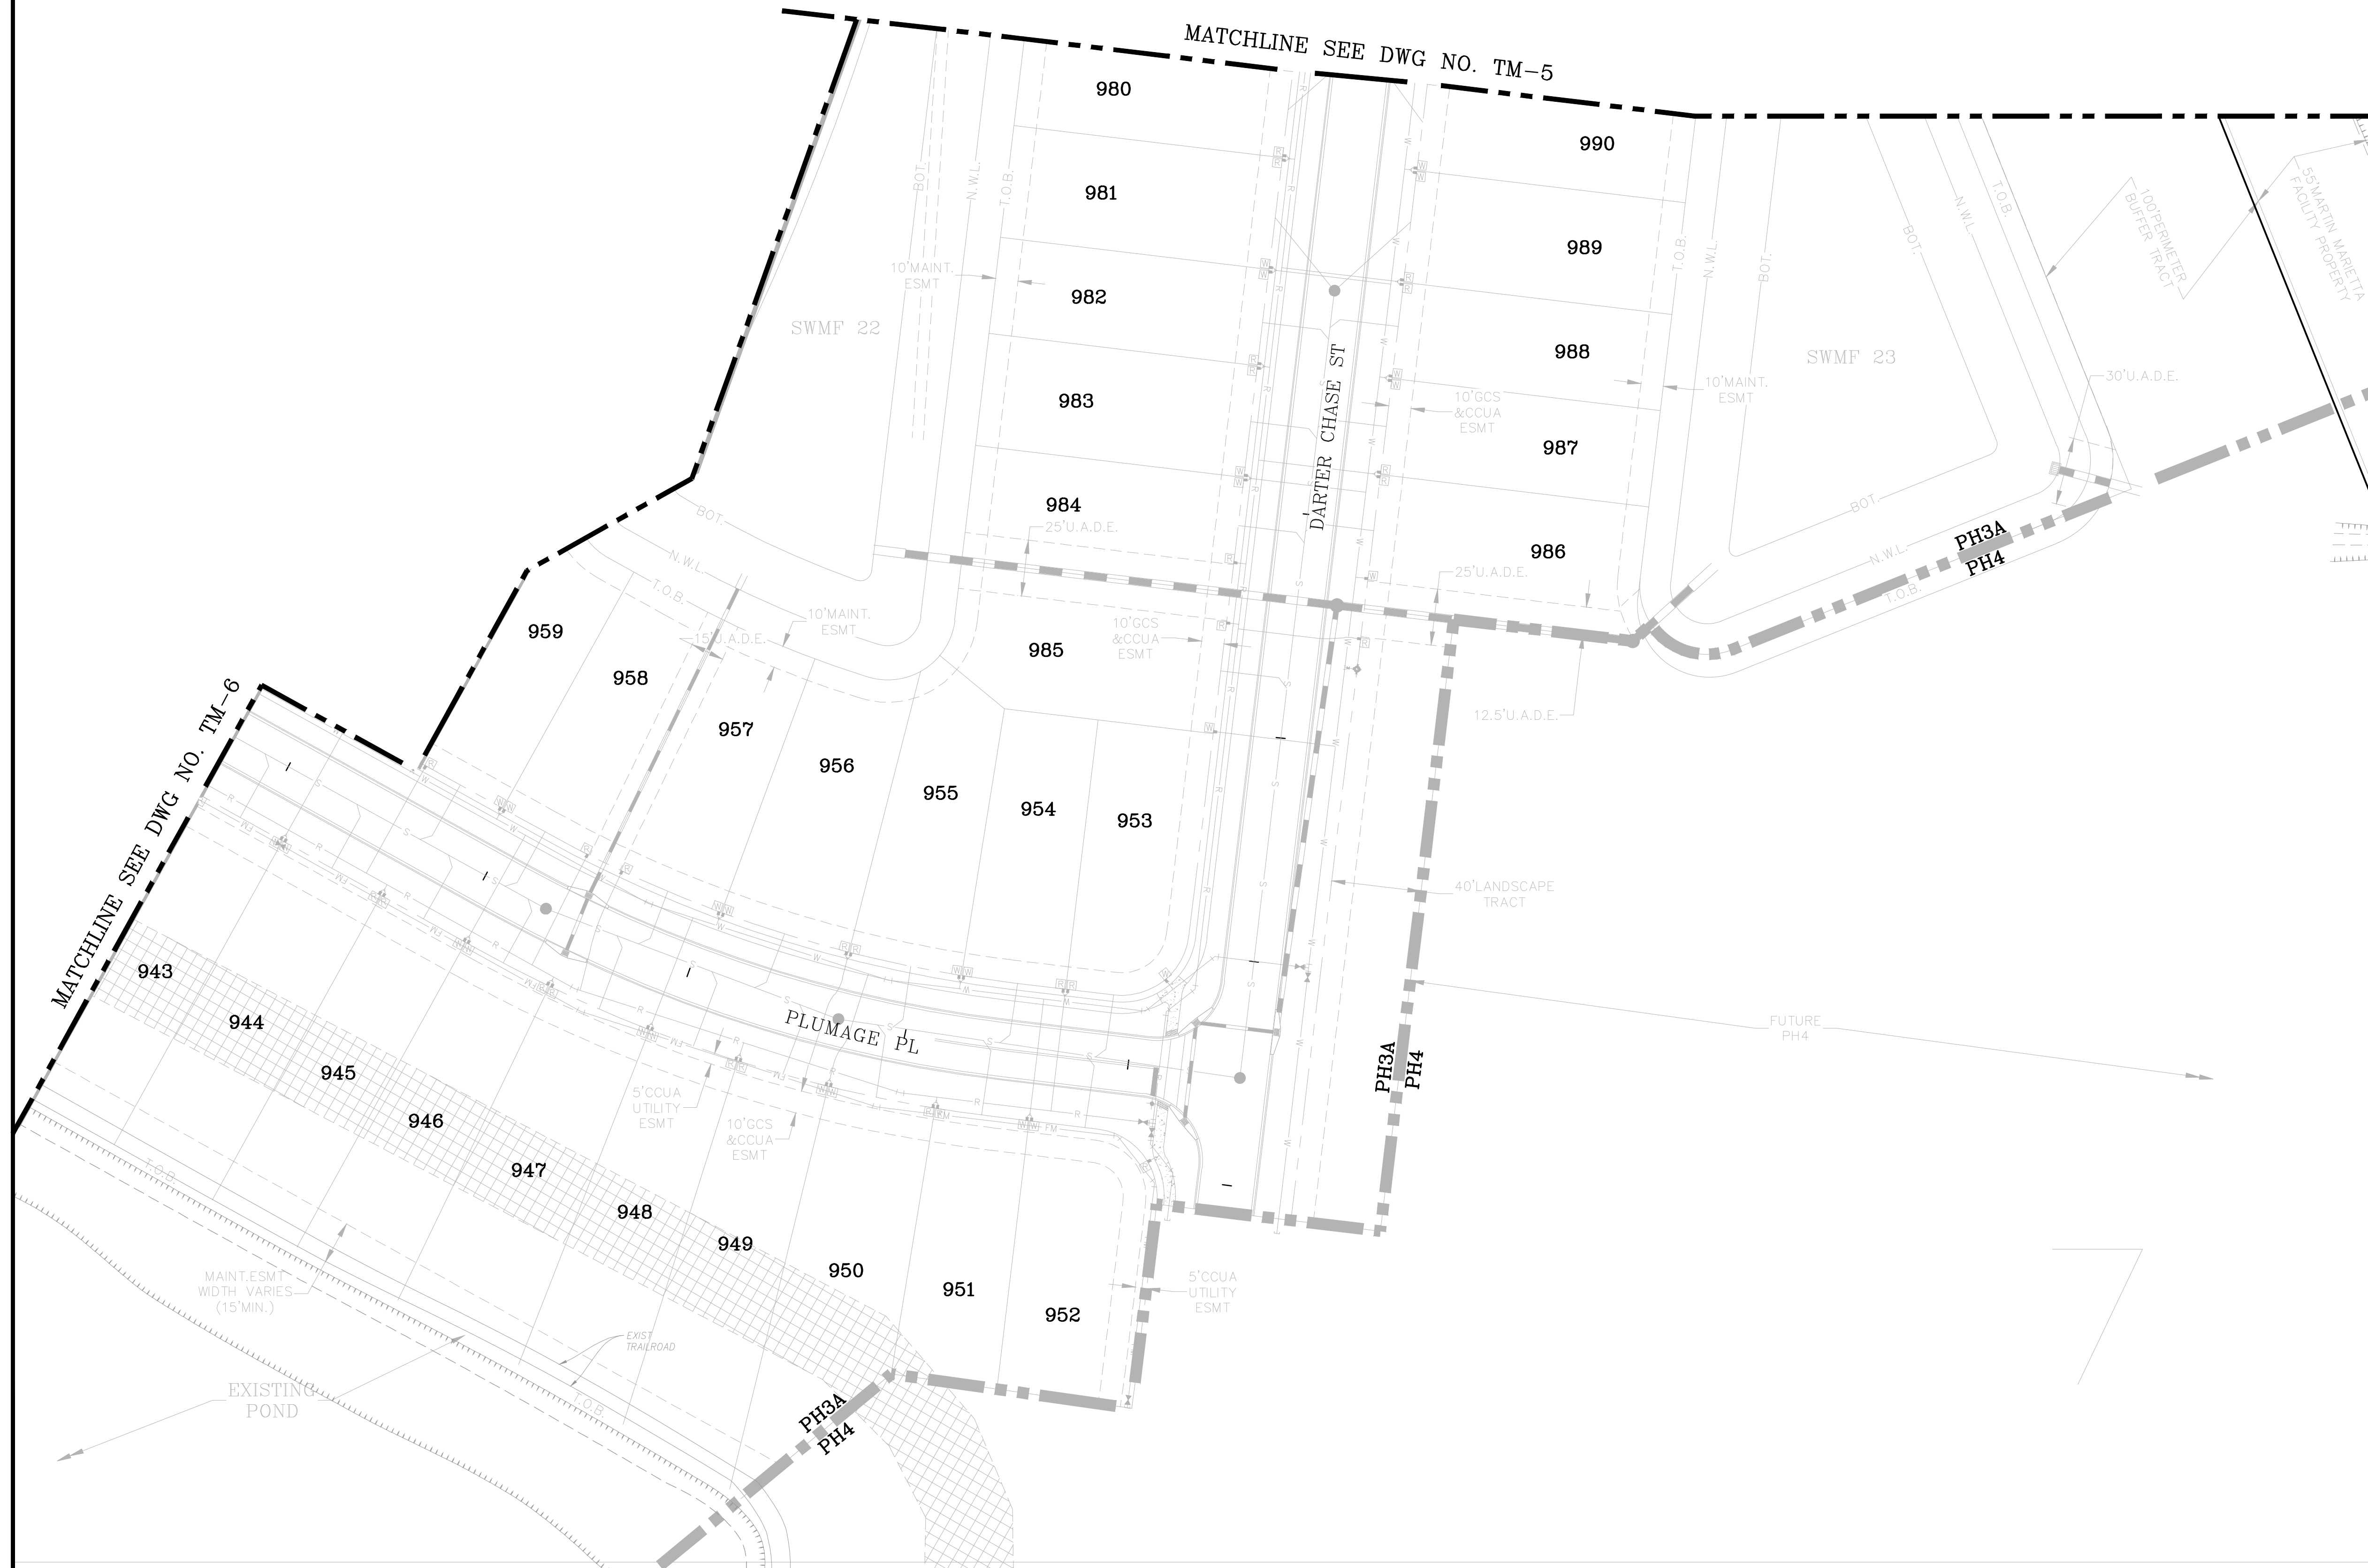 MATCHLINE SEE DWG NO. TM-5
980
981
982
983
984
985
990
989
988
987
986
BOT.
N.W.L.
T.O.B.
10'MAINT.
ESMT
SWMF 22
DARTER CHASE ST
10'GCS
&CCUA
ESMT
T.O.B.
N.W.L.
BOT.
10'MAINT.
ESMT
SWMF 23
BOT.
N.W.L.
T.O.B.
100'PERIMETER
BUFFER TRACT
55'MARTIN MARIETTA
FACILITY PROPERTY
30'U.A.D.E.
BOT.
N.W.L.
PH3A
PH4
T.O.B.
BOT.
N.W.L.
T.O.B.
25'U.A.D.E.
25'U.A.D.E.
10'MAINT.
ESMT
15'U.A.D.E.
10'GCS
&CCUA
ESMT
12.5'U.A.D.E.
959
958
957
956
955
954
953
MATCHLINE SEE DWG NO. TM-6
40'LANDSCAPE
TRACT
PLUMAGE PL
FUTURE
PH4
PH3A
PH4
5'CCUA
UTILITY
ESMT
10'GCS
&CCUA
ESMT
943
944
945
946
947
948
949
950
951
952
5'CCUA
UTILITY
ESMT
T.O.B
MAINT.ESMT
WIDTH VARIES
(15'MIN.)
EXIST
TRAILROAD
T.O.B
EXISTING
POND
PH3A
PH4